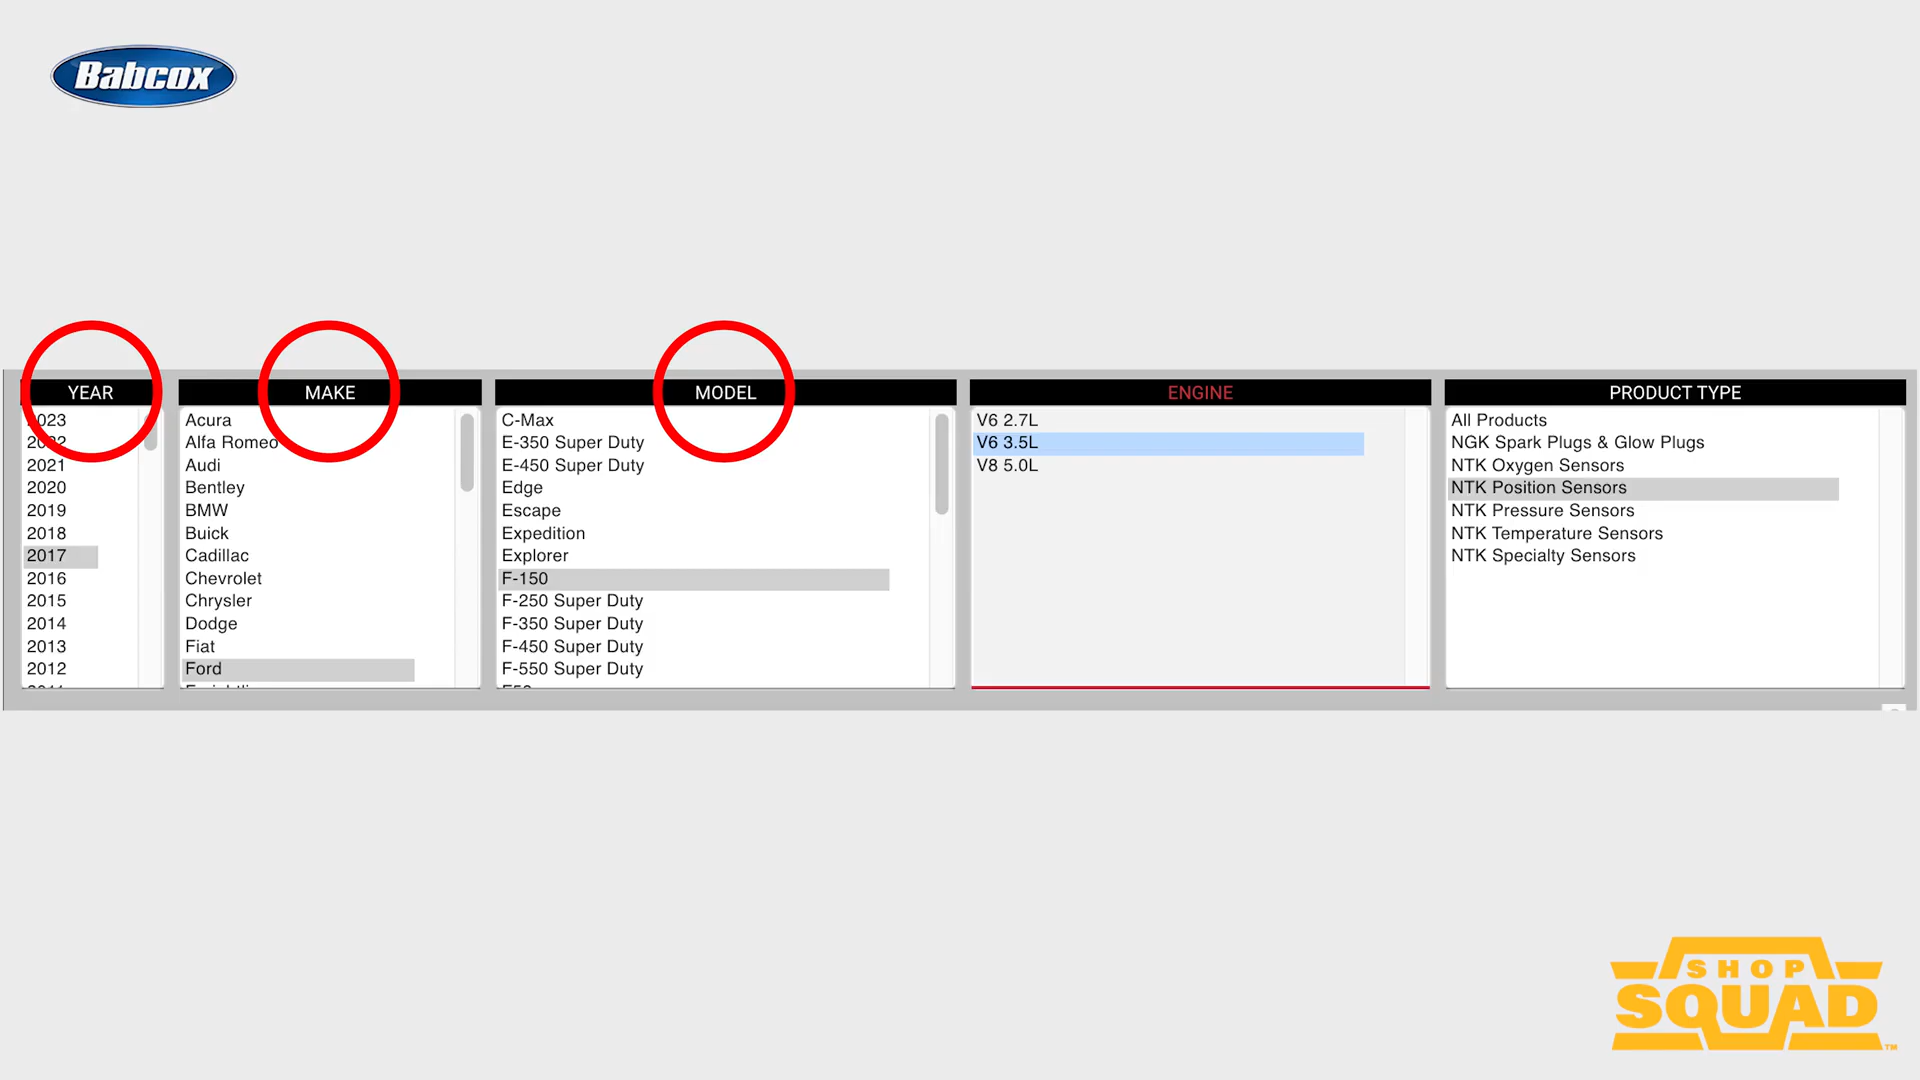 Babcox
YEAR
2023
2022
2021
2020
2019
2018
2017
2016
2015
2014
2013
2012
2011
MAKE
Acura
Alfa Romeo
Audi
Bentley
BMW
Buick
Cadillac
Chevrolet
Chrysler
Dodge
Fiat
Ford
MODEL
C-Max
E-350 Super Duty
E-450 Super Duty
Edge
Escape
Expedition
Explorer
F-150
F-250 Super Duty
F-350 Super Duty
F-450 Super Duty
F-550 Super Duty
ENGINE
V6 2.7L
V6 3.5L
V8 5.0L
PRODUCT TYPE
All Products
NGK Spark Plugs & Glow Plugs
NTK Oxygen Sensors
NTK Position Sensors
NTK Pressure Sensors
NTK Temperature Sensors
NTK Specialty Sensors
SHOP
SQUAD
TM